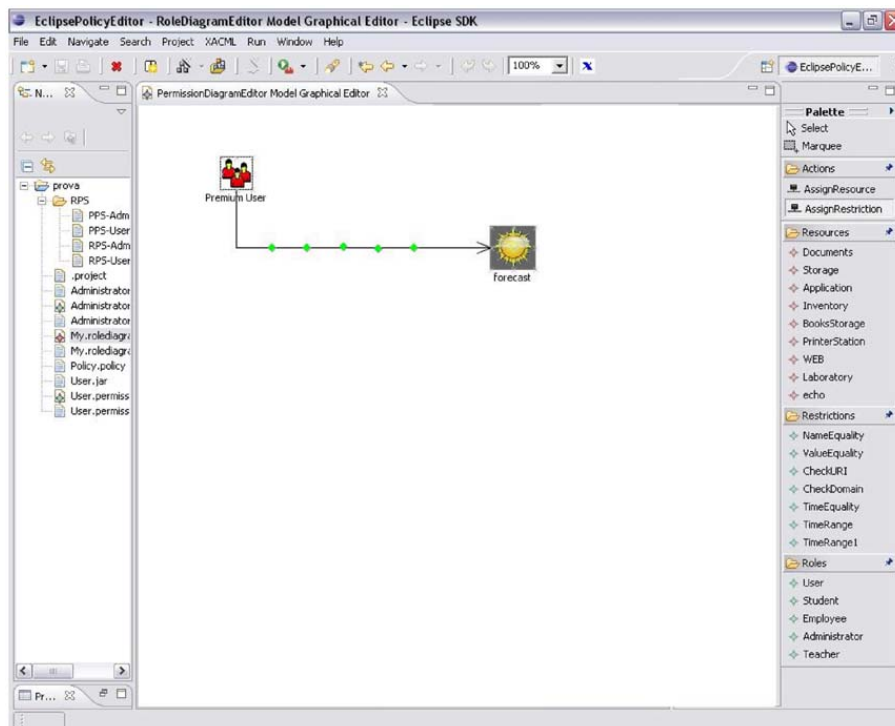 EclipsePolicyEditor - RoleDiagramEditor Model Graphical Editor - Eclipse SDK
File Edit Navigate Search Project XACML Run Window Help
100% X EclipsePolicyE...
N... PermissionDiagramEditor Model Graphical Editor
Palette
Select
Marquee
Actions
AssignResource
AssignRestriction
Resources
Documents
Storage
Application
Inventory
BooksStorage
PrinterStation
WEB
Laboratory
echo
Restrictions
NameEquality
ValueEquality
CheckURI
CheckDomain
TimeEquality
TimeRange
TimeRange1
Roles
User
Student
Employee
Administrator
Teacher
prova
RPS
PPS-Adm
PPS-User
RPS-Adm
RPS-User
.project
Administrator
Administrator
Administrator
My.rolediagra
My.rolediagra
Policy.policy
User.jar
User.permiss
User.permiss
Premium User
forecast
Pr...